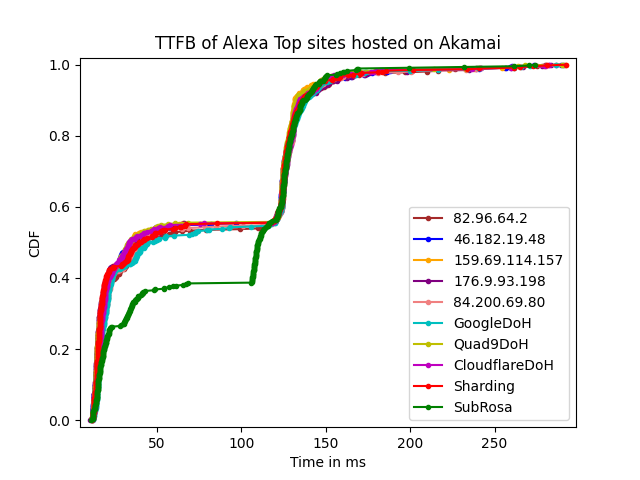 TTFB of Alexa Top sites hosted on Akamai
1.0
0.8
0.6
0.4
0.2
0.0
CDF
50
100
150
200
250
Time in ms
82.96.64.2
46.182.19.48
159.69.114.157
176.9.93.198
84.200.69.80
GoogleDoH
Quad9DoH
CloudflareDoH
Sharding
SubRosa